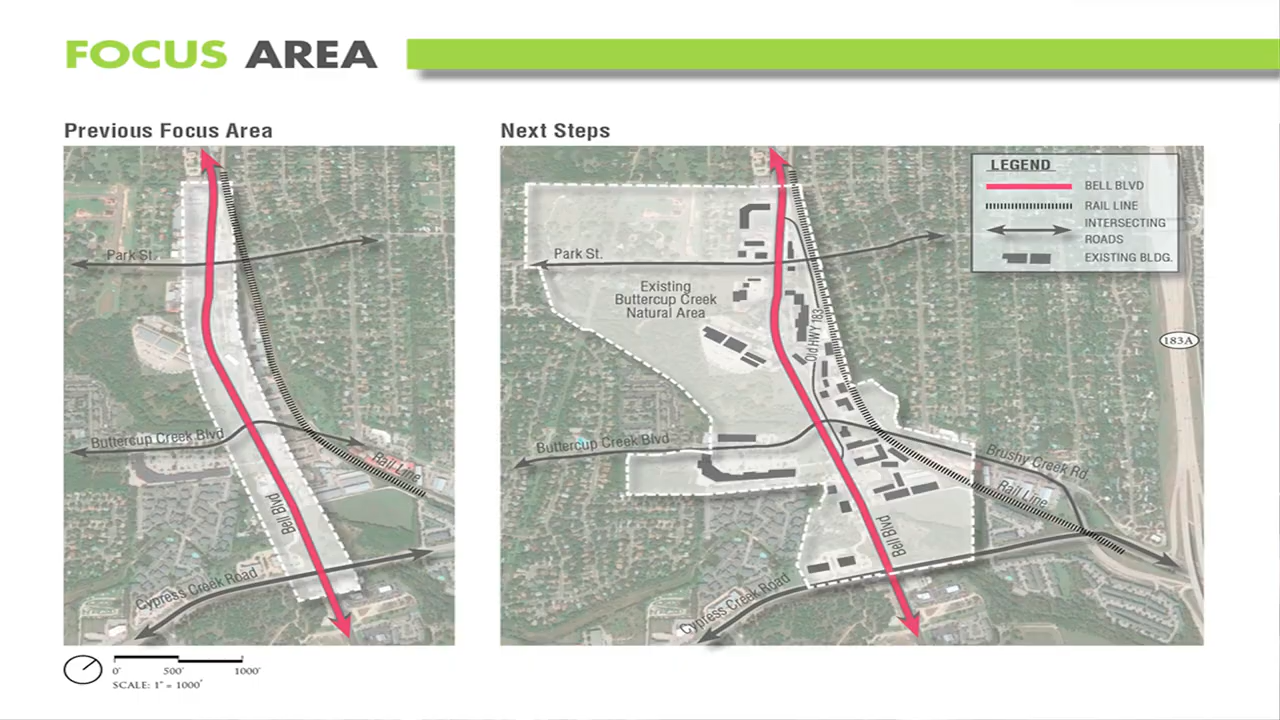 FOCUS AREA
Previous Focus Area
Park St.
Buttercup Creek Blvd
Rail Line
Bell Blvd
Cypress Creek Road
0' 500' 1000'
SCALE: 1" = 1000'
Next Steps
LEGEND
BELL BLVD
RAIL LINE
INTERSECTING
ROADS
EXISTING BLDG.
Park St.
Existing
Buttercup Creek
Natural Area
Old HWY 183
183A
Buttercup Creek Blvd
Brushy Creek Rd.
Rail Line
Bell Blvd
Cypress Creek Road